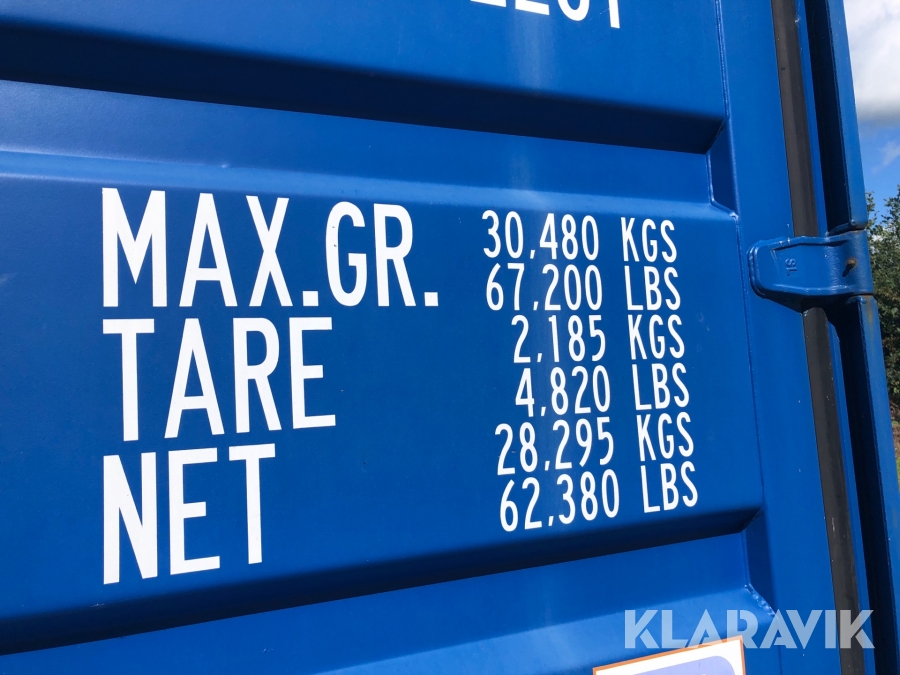 MAX.GR. 30,480 KGS
67,200 LBS
TARE 2,185 KGS
4,820 LBS
NET 28,295 KGS
62,380 LBS
KLARAVIK